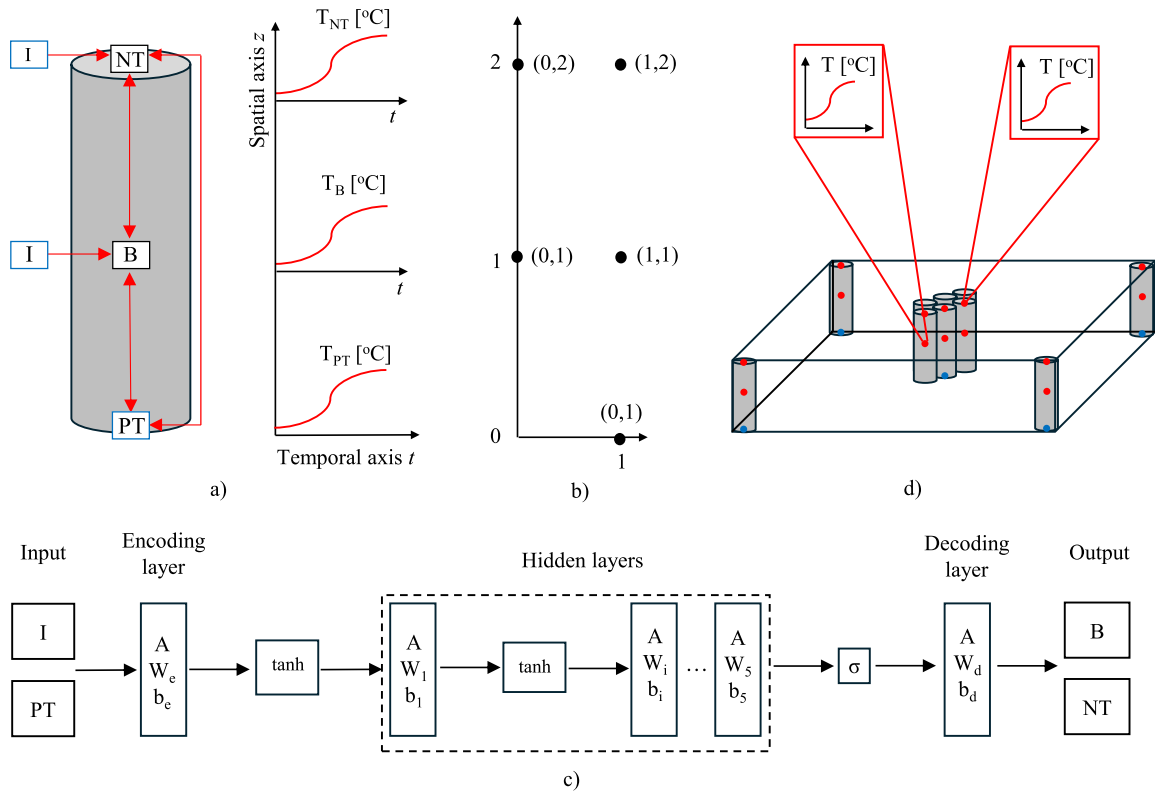 I
NT
I
B
PT
Spatial axis z
T_NT [°C]
t
T_B [°C]
t
T_PT [°C]
Temporal axis t
a)
2
(0,2)
(1,2)
1
(0,1)
(1,1)
0
(0,1)
1
b)
T [°C]
T [°C]
d)
Input
Encoding
layer
Hidden layers
Decoding
layer
Output
I
PT
A
W_e
b_e
tanh
A
W_1
b_1
tanh
A
W_i
b_i
...
A
W_5
b_5
σ
A
W_d
b_d
B
NT
c)